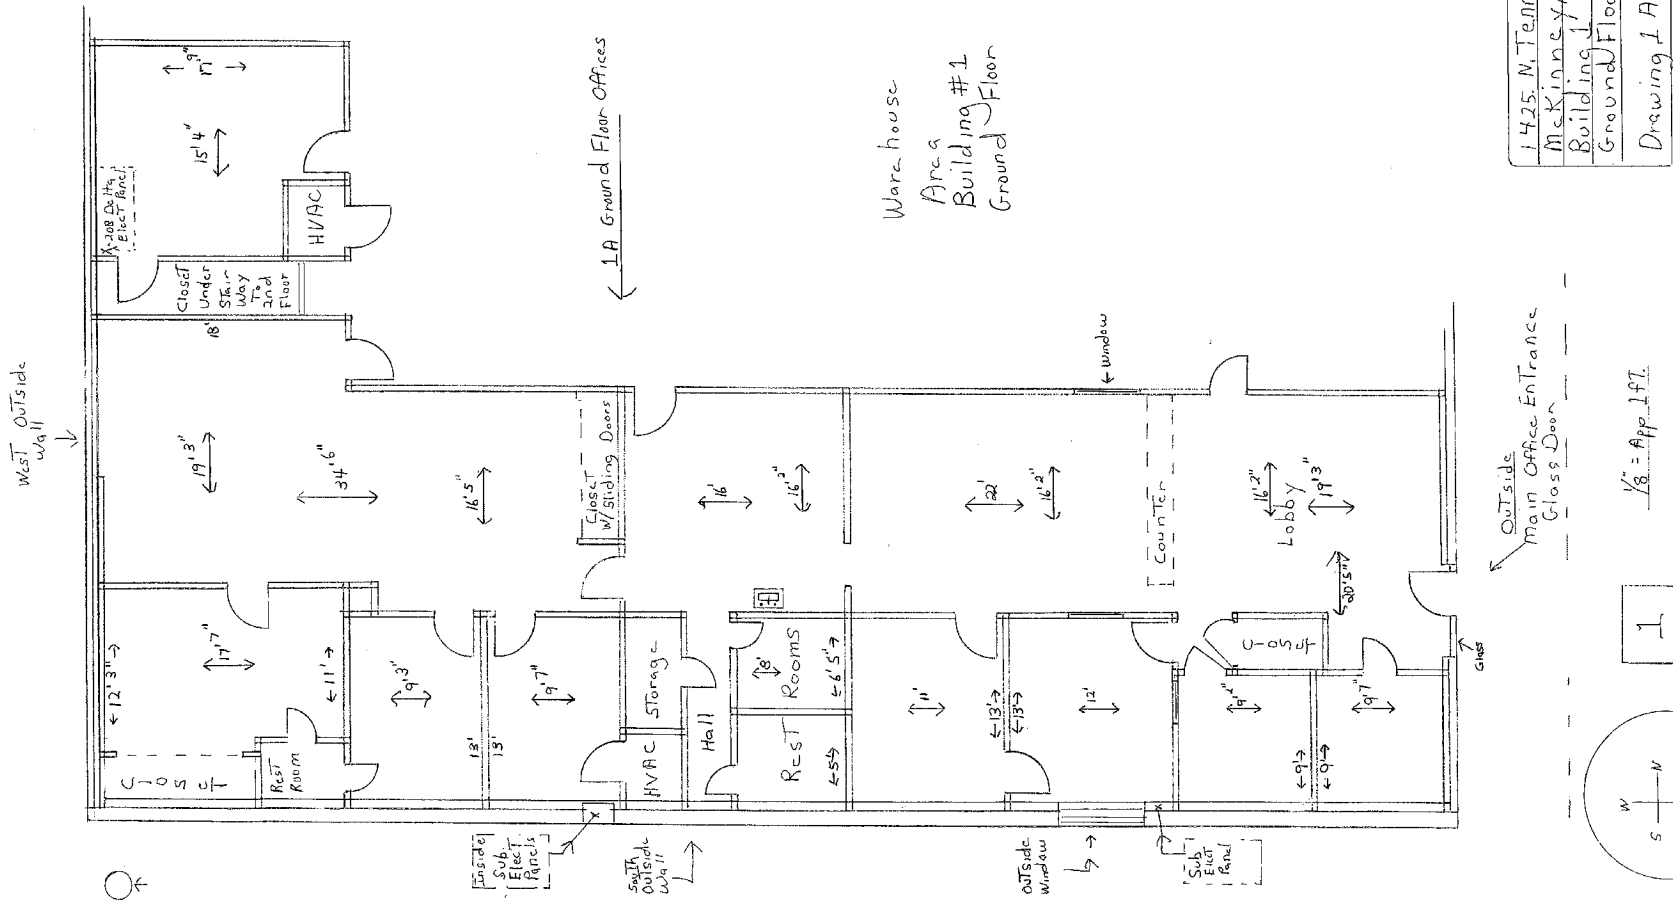 West Outside
Wall
15'4"
17'9"
X-208 Delta
Elect Panel
HVAC
Closet
Under
Stair
Way
To
2nd
Floor
18'
1A Ground Floor Offices
Warehouse
Area
Building #1
Ground Floor
1425 N. Tenn
McKinney
Building 1
Ground Floo
Drawing 1 A
19'3"
34'6"
16'5"
Closet
W/Sliding Doors
16'
16'2"
22'
16'2"
Window
Counter
16'2"
Lobby
19'3"
20'5"
12'3"
17'7"
11'
Closet
Rest
Room
9'3"
13'
13'
9'7"
Storage
HVAC
Hall
8'
Rest Rooms
6'5"
5'
11'
13'
13'
12'
Closet
9'2"
9'
9'
9'7"
Glass
Outside
Main Office Entrance
Glass Door
1/8" = App 1 ft.
1
Inside
Sub.
Elect.
Panels
South
Outside
Wall
Outside
Window
Sub
Elect
Panel
W
S N